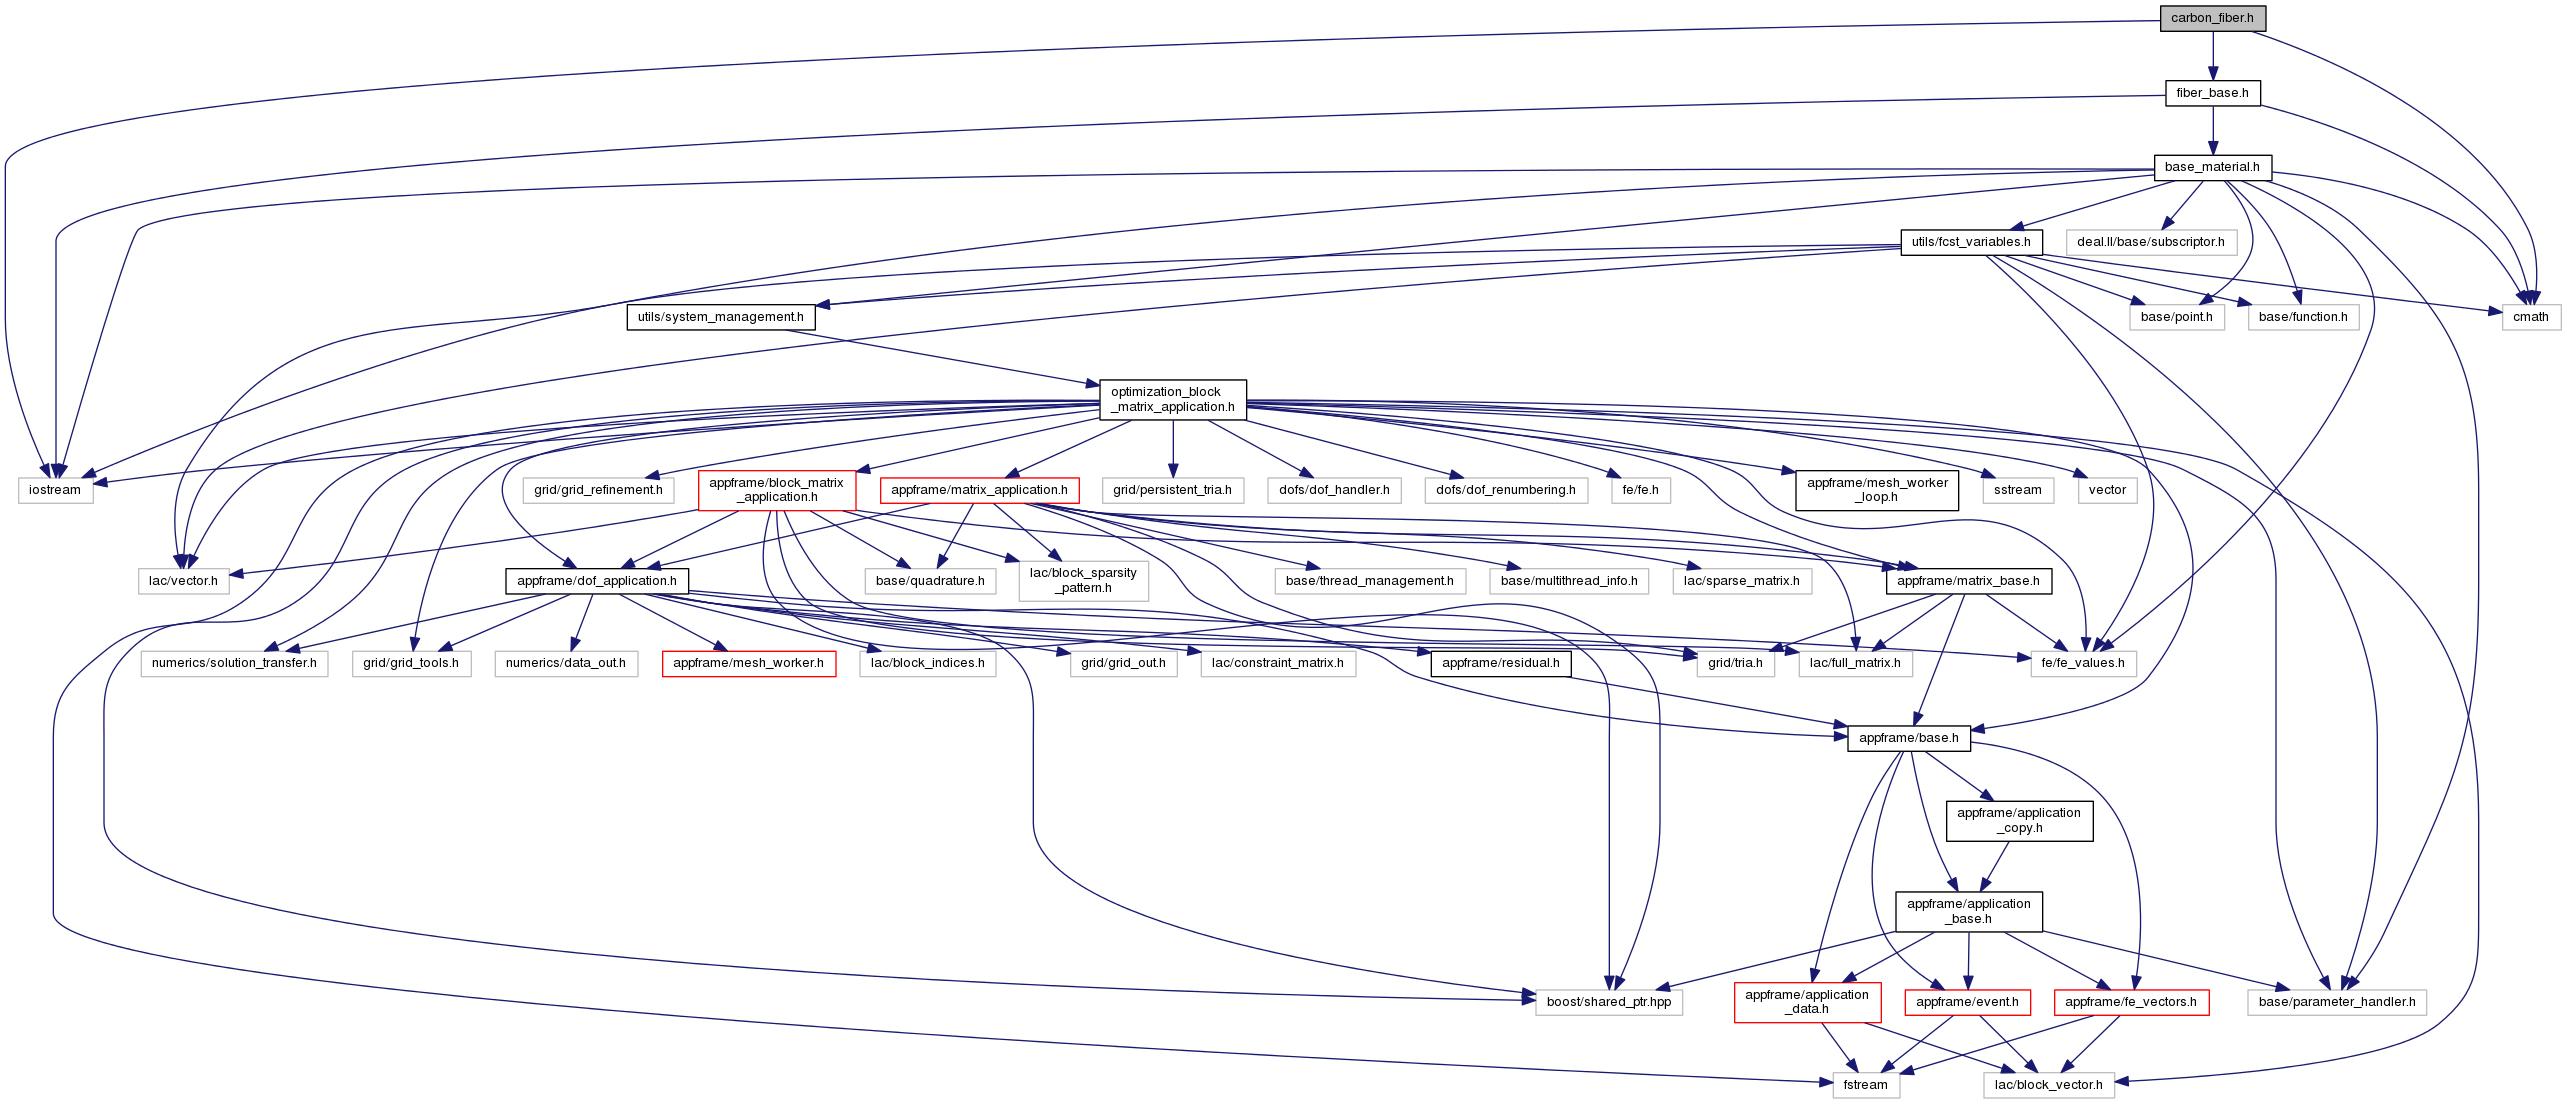 carbon_fiber.h
fiber_base.h
base_material.h
utils/fcst_variables.h
deal.II/base/subscriptor.h
utils/system_management.h
base/point.h
base/function.h
cmath
optimization_block
_matrix_application.h
iostream
grid/grid_refinement.h
appframe/block_matrix
_application.h
appframe/matrix_application.h
grid/persistent_tria.h
dofs/dof_handler.h
dofs/dof_renumbering.h
fe/fe.h
appframe/mesh_worker
_loop.h
sstream
vector
lac/vector.h
appframe/dof_application.h
base/quadrature.h
lac/block_sparsity
_pattern.h
base/thread_management.h
base/multithread_info.h
lac/sparse_matrix.h
appframe/matrix_base.h
numerics/solution_transfer.h
grid/grid_tools.h
numerics/data_out.h
appframe/mesh_worker.h
lac/block_indices.h
grid/grid_out.h
lac/constraint_matrix.h
appframe/residual.h
grid/tria.h
lac/full_matrix.h
fe/fe_values.h
appframe/base.h
appframe/application
_copy.h
appframe/application
_base.h
boost/shared_ptr.hpp
appframe/application
_data.h
appframe/event.h
appframe/fe_vectors.h
base/parameter_handler.h
fstream
lac/block_vector.h